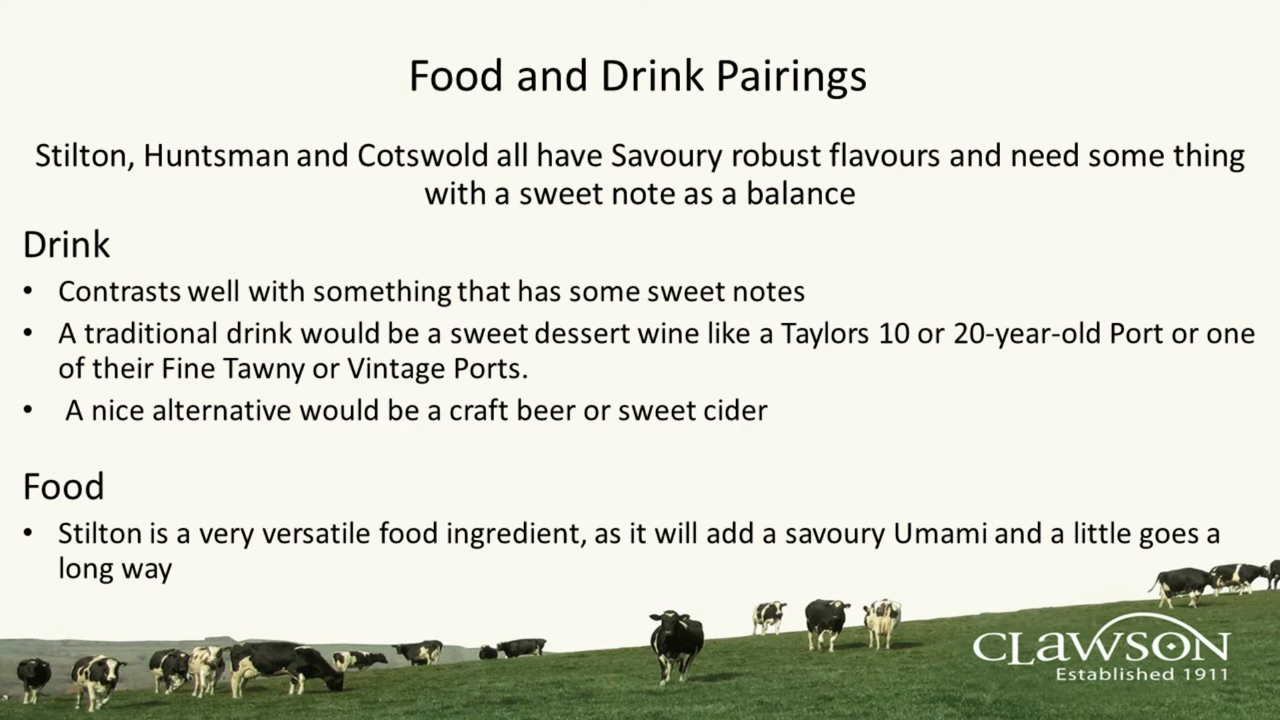 Food and Drink Pairings
Stilton, Huntsman and Cotswold all have Savoury robust flavours and need some thing
with a sweet note as a balance
Drink
• Contrasts well with something that has some sweet notes
• A traditional drink would be a sweet dessert wine like a Taylors 10 or 20-year-old Port or one
of their Fine Tawny or Vintage Ports.
• A nice alternative would be a craft beer or sweet cider
Food
• Stilton is a very versatile food ingredient, as it will add a savoury Umami and a little goes a
long way
CLAWSON
Established 1911